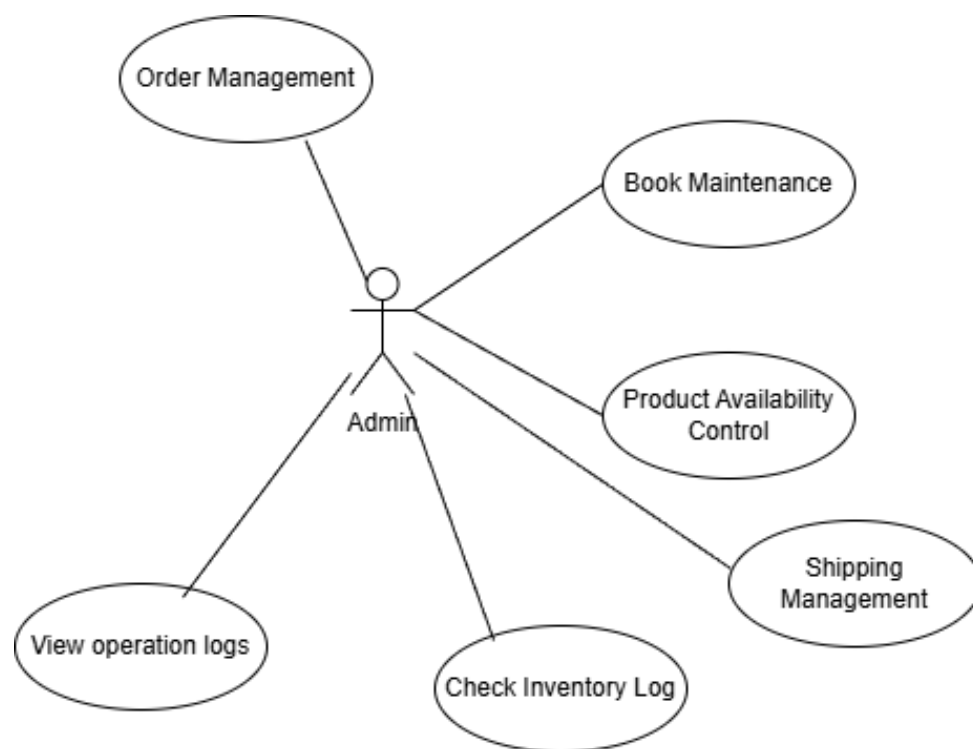 Order Management
Book Maintenance
Product Availability
Control
Admin
Shipping
Management
View operation logs
Check Inventory Log